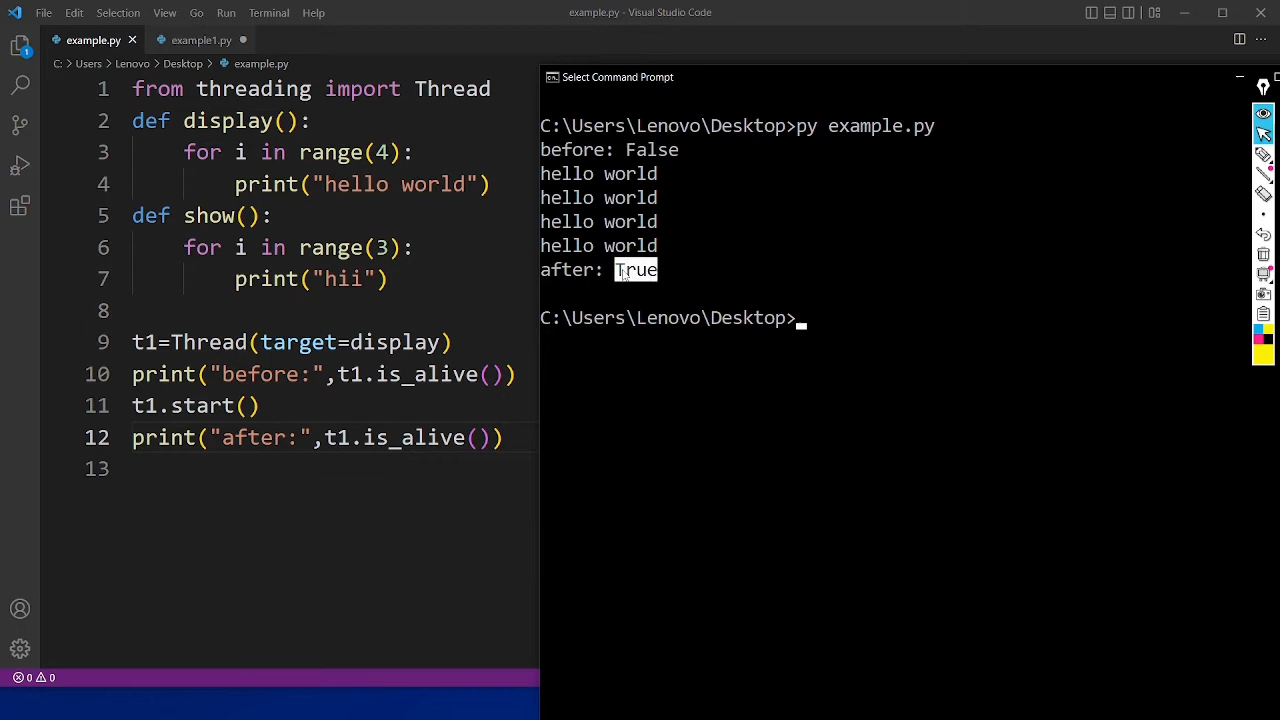 File Edit Selection View Go Run Terminal Help
example.py - Visual Studio Code
example.py
example1.py
C: > Users > Lenovo > Desktop > example.py
1 from threading import Thread
2 def display():
3 for i in range(4):
4 print("hello world")
5 def show():
6 for i in range(3):
7 print("hii")
8
9 t1=Thread(target=display)
10 print("before:",t1.is_alive())
11 t1.start()
12 print("after:",t1.is_alive())
13
1
0 0
Select Command Prompt
C:\Users\Lenovo\Desktop>py example.py
before: False
hello world
hello world
hello world
hello world
after: True
C:\Users\Lenovo\Desktop>